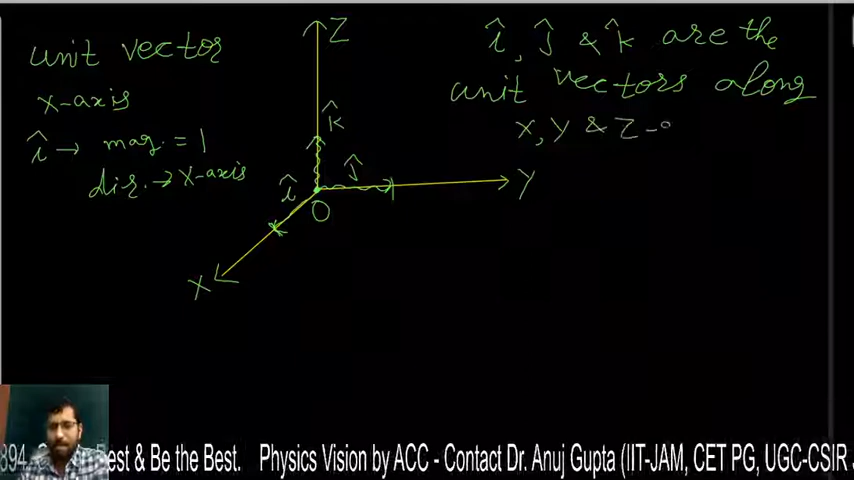 unit vector
x-axis
î → mag. = 1
dir. → x-axis
Z
k̂
ĵ
î
O
Y
X
î, ĵ & k̂ are the
unit vectors along
x, y & z -
894.
est & Be the Best. Physics Vision by ACC - Contact Dr. Anuj Gupta (IIT-JAM, CET PG, UGC-CSIR